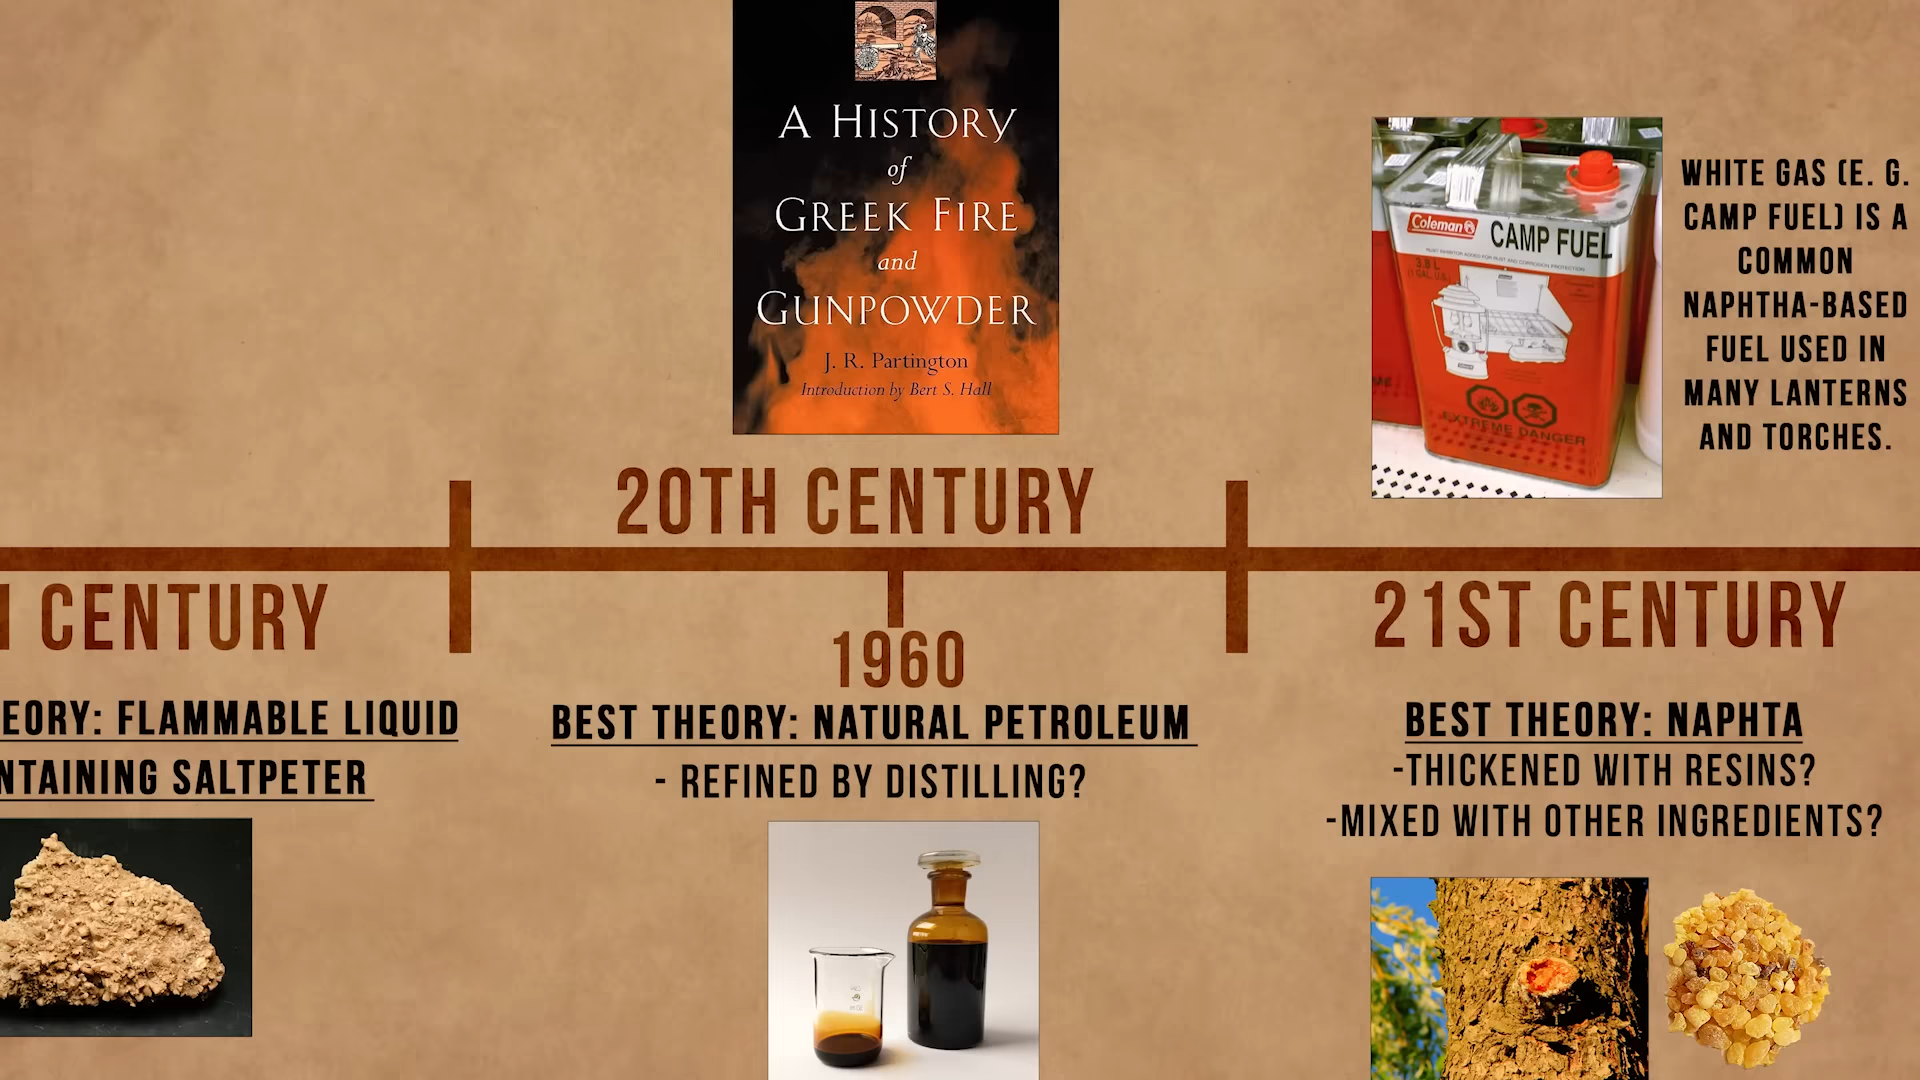 A HISTORY
of
GREEK FIRE
and
GUNPOWDER
J. R. Partington
Introduction by Bert S. Hall
Coleman
CAMP FUEL
3.8 L
EXTREME DANGER
WHITE GAS (E. G.
CAMP FUEL) IS A
COMMON
NAPHTHA-BASED
FUEL USED IN
MANY LANTERNS
AND TORCHES.
20TH CENTURY
CENTURY
1960
21ST CENTURY
EORY: FLAMMABLE LIQUID
NTAINING SALTPETER
BEST THEORY: NATURAL PETROLEUM
- REFINED BY DISTILLING?
BEST THEORY: NAPHTA
-THICKENED WITH RESINS?
-MIXED WITH OTHER INGREDIENTS?